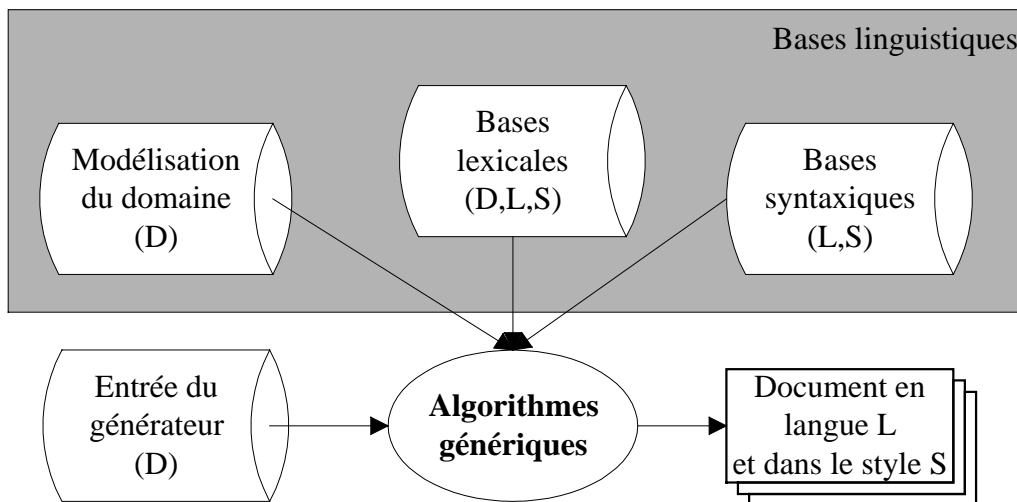 Bases linguistiques
Modélisation
du domaine
(D)
Bases
lexicales
(D,L,S)
Bases
syntaxiques
(L,S)
Entrée du
générateur
(D)
Algorithmes
génériques
Document en
langue L
et dans le style S